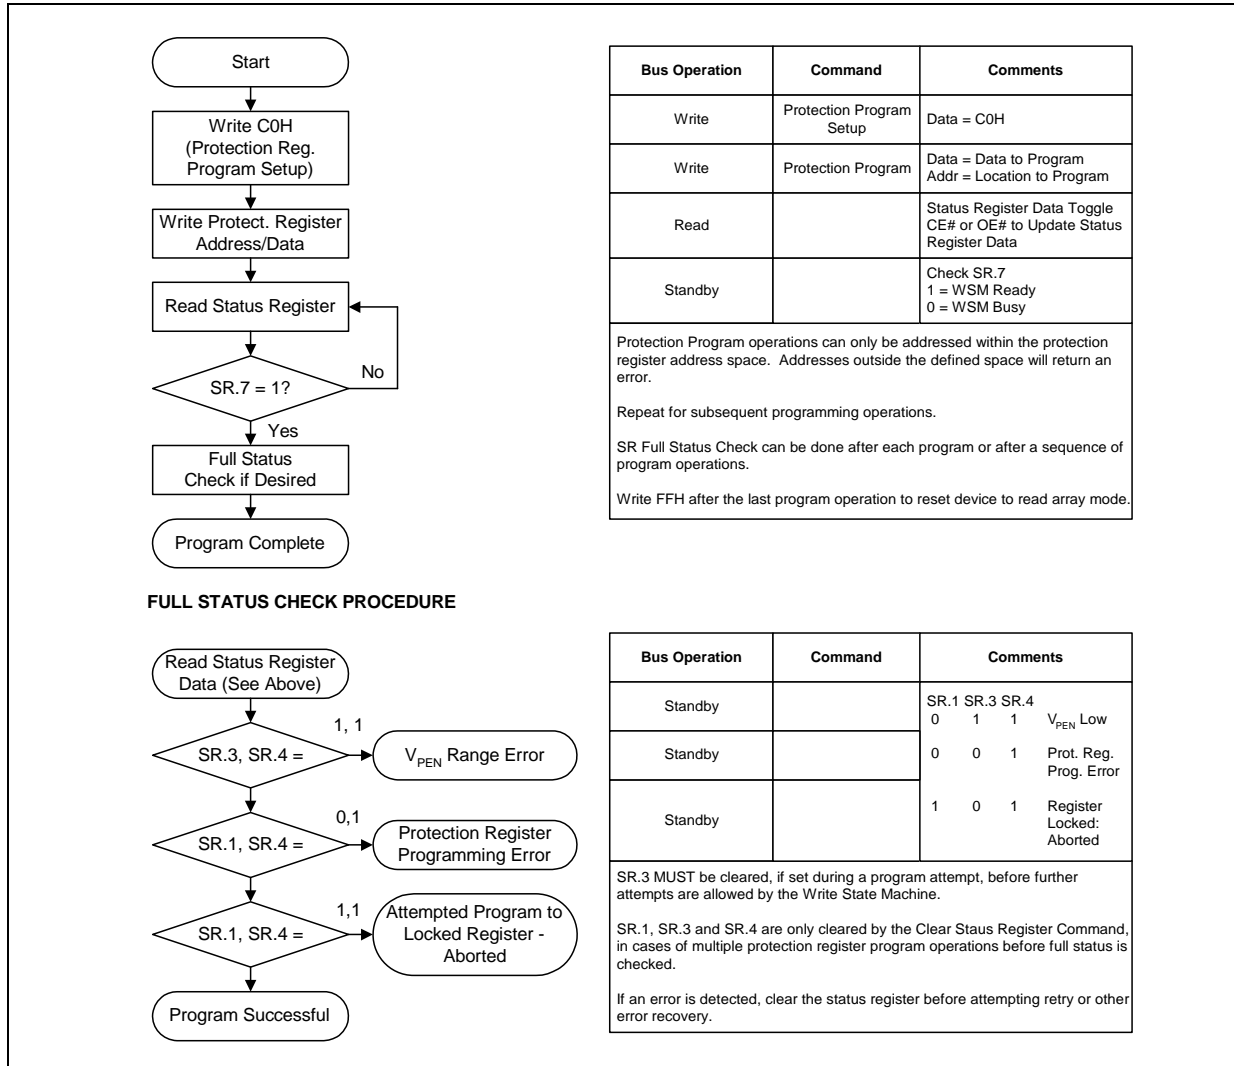 Start
Write C0H
(Protection Reg.
Program Setup)
Write Protect. Register
Address/Data
Read Status Register
No
SR.7 = 1?
Yes
Full Status
Check if Desired
Program Complete
Bus Operation Command Comments
Write Protection Program
Setup Data = C0H
Write Protection Program Data = Data to Program
Addr = Location to Program
Read Status Register Data Toggle
CE# or OE# to Update Status
Register Data
Standby Check SR.7
1 = WSM Ready
0 = WSM Busy
Protection Program operations can only be addressed within the protection
register address space. Addresses outside the defined space will return an
error.
Repeat for subsequent programming operations.
SR Full Status Check can be done after each program or after a sequence of
program operations.
Write FFH after the last program operation to reset device to read array mode.
FULL STATUS CHECK PROCEDURE
Read Status Register
Data (See Above)
1, 1
SR.3, SR.4 =
VPEN Range Error
0,1
SR.1, SR.4 =
Protection Register
Programming Error
1,1
SR.1, SR.4 =
Attempted Program to
Locked Register -
Aborted
Program Successful
Bus Operation Command Comments
Standby SR.1 SR.3 SR.4
0 1 1 VPEN Low
Standby 0 0 1 Prot. Reg.
Prog. Error
Standby 1 0 1 Register
Locked:
Aborted
SR.3 MUST be cleared, if set during a program attempt, before further
attempts are allowed by the Write State Machine.
SR.1, SR.3 and SR.4 are only cleared by the Clear Staus Register Command,
in cases of multiple protection register program operations before full status is
checked.
If an error is detected, clear the status register before attempting retry or other
error recovery.